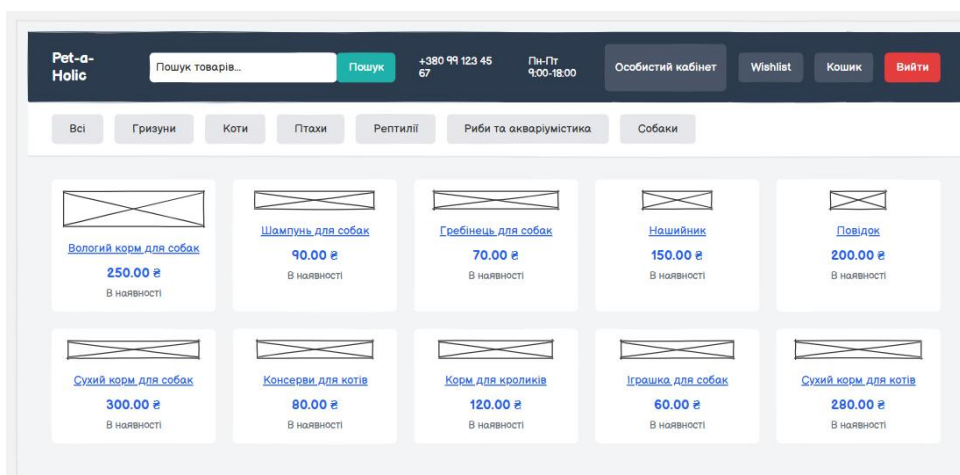 Pet-a-
Holic
Пошук товарів...
Пошук
+380 99 123 45
67
Пн-Пт
9:00-18:00
Особистий кабінет
Wishlist
Кошик
Вийти
Всі
Гризуни
Коти
Птахи
Рептилії
Риби та акваріумістика
Собаки
Вологий корм для собак
250.00 ₴
В наявності
Шампунь для собак
90.00 ₴
В наявності
Гребінець для собак
70.00 ₴
В наявності
Нашийник
150.00 ₴
В наявності
Повідок
200.00 ₴
В наявності
Сухий корм для собак
300.00 ₴
В наявності
Консерви для котів
80.00 ₴
В наявності
Корм для кроликів
120.00 ₴
В наявності
Іграшка для собак
60.00 ₴
В наявності
Сухий корм для котів
280.00 ₴
В наявності